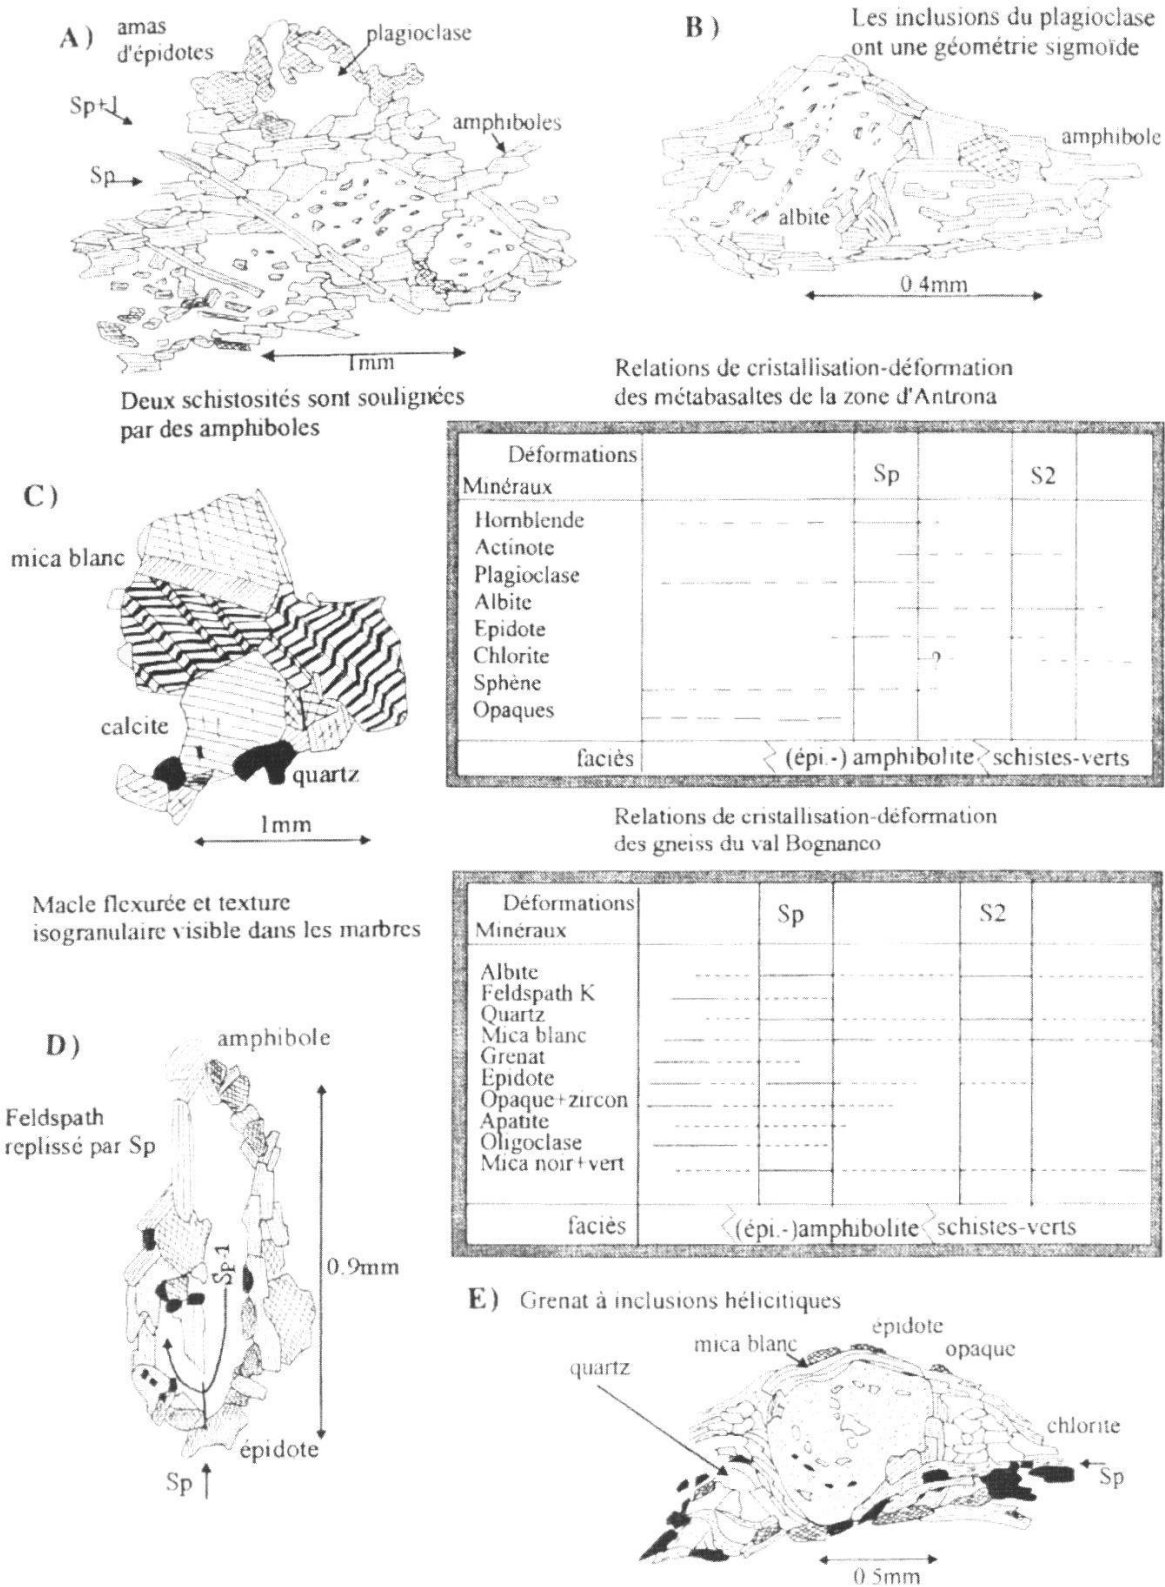 A)
amas
d'épidotes
plagioclase
Sp+1
amphiboles
Sp
1mm
Deux schistosités sont soulignées
par des amphiboles
B)
Les inclusions du plagioclase
ont une géométrie sigmoïde
amphibole
albite
0.4mm
Relations de cristallisation-déformation
des métabasaltes de la zone d'Antrona
Déformations
Minéraux
Sp
S2
Hornblende
Actinote
Plagioclase
Albite
Epidote
Chlorite
?
Sphène
Opaques
faciès
(épi.-) amphibolite
schistes-verts
C)
mica blanc
calcite
quartz
1mm
Macle flexurée et texture
isogranulaire visible dans les marbres
Relations de cristallisation-déformation
des gneiss du val Bognanco
Déformations
Minéraux
Sp
S2
Albite
Feldspath K
Quartz
Mica blanc
Grenat
Epidote
Opaque+zircon
Apatite
Oligoclase
Mica noir+vert
faciès
(épi.-)amphibolite
schistes-verts
D)
amphibole
Feldspath
replissé par Sp
Sp-1
0.9mm
épidote
Sp
E) Grenat à inclusions hélicitiques
épidote
mica blanc
opaque
quartz
chlorite
Sp
0.5mm